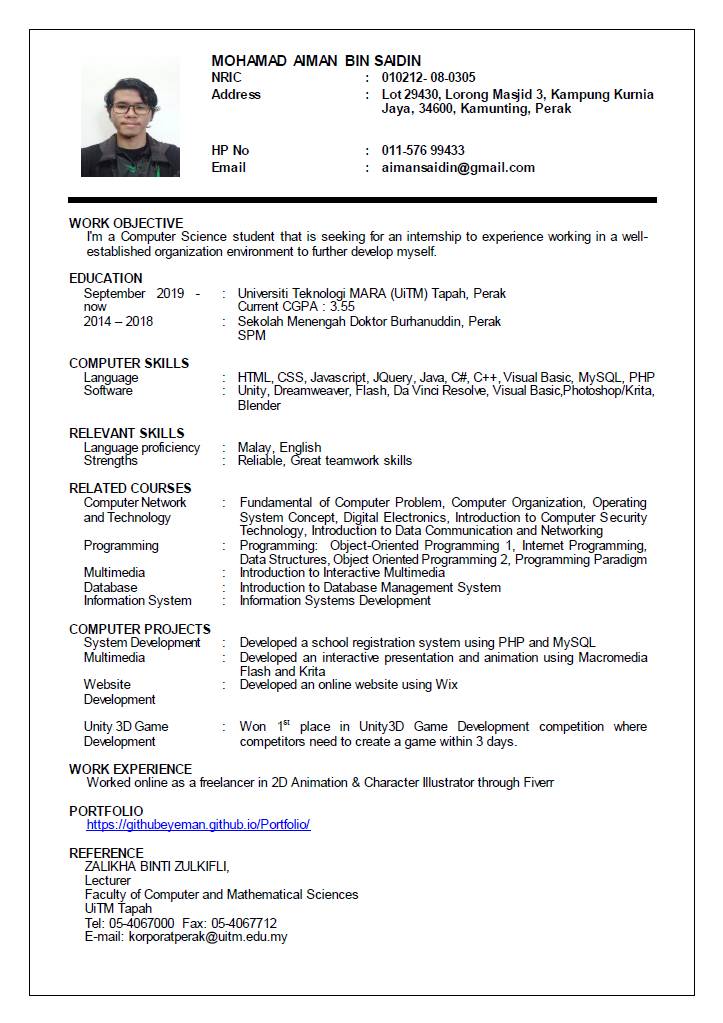 MOHAMAD AIMAN BIN SAIDIN
NRIC : 010212- 08-0305
Address : Lot 29430, Lorong Masjid 3, Kampung Kurnia
Jaya, 34600, Kamunting, Perak
HP No : 011-576 99433
Email : aimansaidin@gmail.com
WORK OBJECTIVE
I'm a Computer Science student that is seeking for an internship to experience working in a well-
established organization environment to further develop myself.
EDUCATION
September 2019 - : Universiti Teknologi MARA (UiTM) Tapah, Perak
now Current CGPA : 3.55
2014 – 2018 : Sekolah Menengah Doktor Burhanuddin, Perak
SPM
COMPUTER SKILLS
Language : HTML, CSS, Javascript, JQuery, Java, C#, C++, Visual Basic, MySQL, PHP
Software : Unity, Dreamweaver, Flash, Da Vinci Resolve, Visual Basic,Photoshop/Krita,
Blender
RELEVANT SKILLS
Language proficiency : Malay, English
Strengths : Reliable, Great teamwork skills
RELATED COURSES
Computer Network : Fundamental of Computer Problem, Computer Organization, Operating
and Technology System Concept, Digital Electronics, Introduction to Computer Security
Technology, Introduction to Data Communication and Networking
Programming : Programming: Object-Oriented Programming 1, Internet Programming,
Data Structures, Object Oriented Programming 2, Programming Paradigm
Multimedia : Introduction to Interactive Multimedia
Database : Introduction to Database Management System
Information System : Information Systems Development
COMPUTER PROJECTS
System Development : Developed a school registration system using PHP and MySQL
Multimedia : Developed an interactive presentation and animation using Macromedia
Flash and Krita
Website : Developed an online website using Wix
Development
Unity 3D Game : Won 1st place in Unity3D Game Development competition where
Development competitors need to create a game within 3 days.
WORK EXPERIENCE
Worked online as a freelancer in 2D Animation & Character Illustrator through Fiverr
PORTFOLIO
https://githubeyeman.github.io/Portfolio/
REFERENCE
ZALIKHA BINTI ZULKIFLI,
Lecturer
Faculty of Computer and Mathematical Sciences
UiTM Tapah
Tel: 05-4067000 Fax: 05-4067712
E-mail: korporatperak@uitm.edu.my